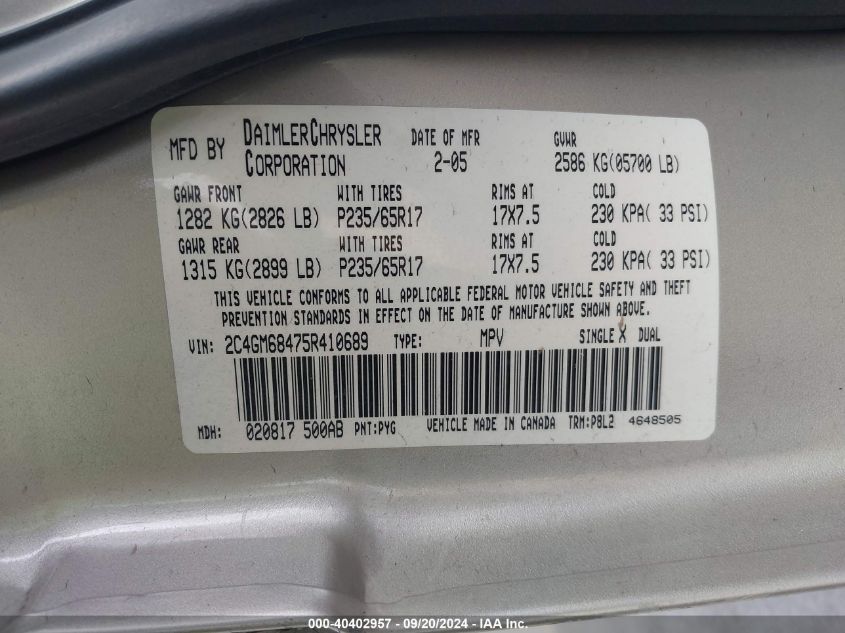 MFD BY DAIMLERCHRYSLER CORPORATION DATE OF MFR 2-05 GVWR 2586 KG(05700 LB)
GAWR FRONT WITH TIRES RIMS AT COLD
1282 KG(2826 LB) P235/65R17 17X7.5 230 KPA( 33 PSI)
GAWR REAR WITH TIRES RIMS AT COLD
1315 KG(2899 LB) P235/65R17 17X7.5 230 KPA( 33 PSI)
THIS VEHICLE CONFORMS TO ALL APPLICABLE FEDERAL MOTOR VEHICLE SAFETY AND THEFT
PREVENTION STANDARDS IN EFFECT ON THE DATE OF MANUFACTURE SHOWN ABOVE.
VIN: 2C4GM68475R410689 TYPE: MPV SINGLE X DUAL
MDH: 020817 500AB PNT:PYG VEHICLE MADE IN CANADA TRM:P8L2 4648505
000-40402957 - 09/20/2024 - IAA Inc.